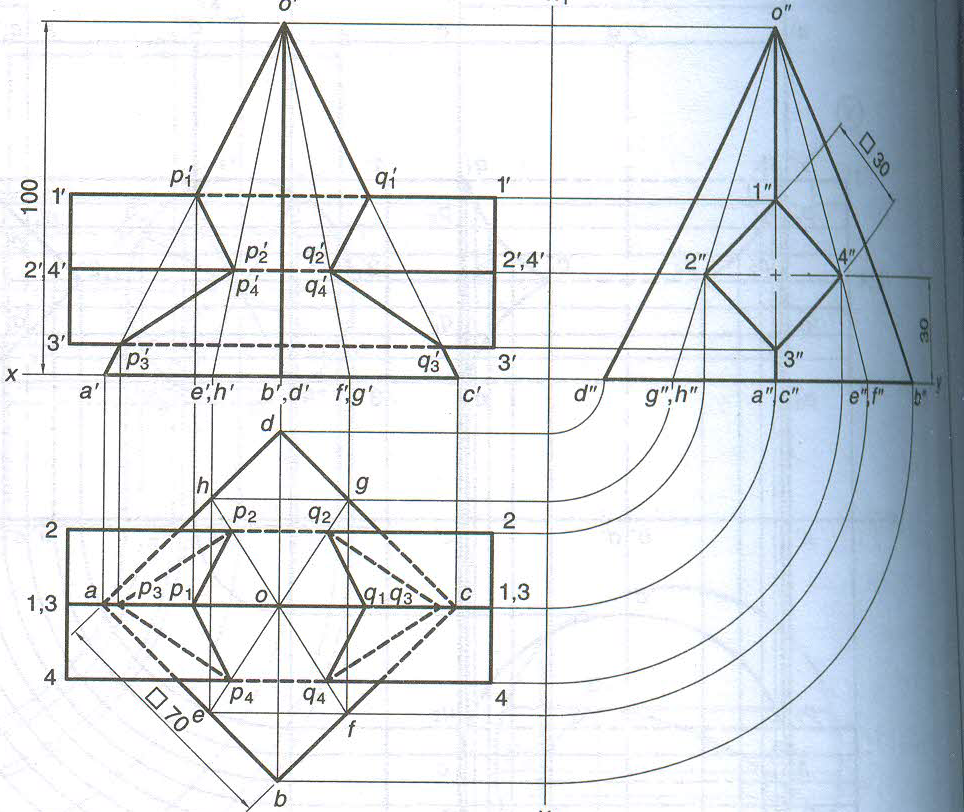 o' o"
□ 30
100
p₁' q₁'
1' 1' 1"
2',4' p₂' q₂' 2',4' 2" 4"
p₄' q₄'
30
3' p₃' q₃' 3' 3"
x
a' e',h' b',d' f',g' c' d" g",h" a",c" e",f" b"
d
h g
2 p₂ q₂ 2
a p₃ p₁ o q₁ q₃ c
1,3 1,3
4 p₄ q₄ 4
□ 70 e f
b